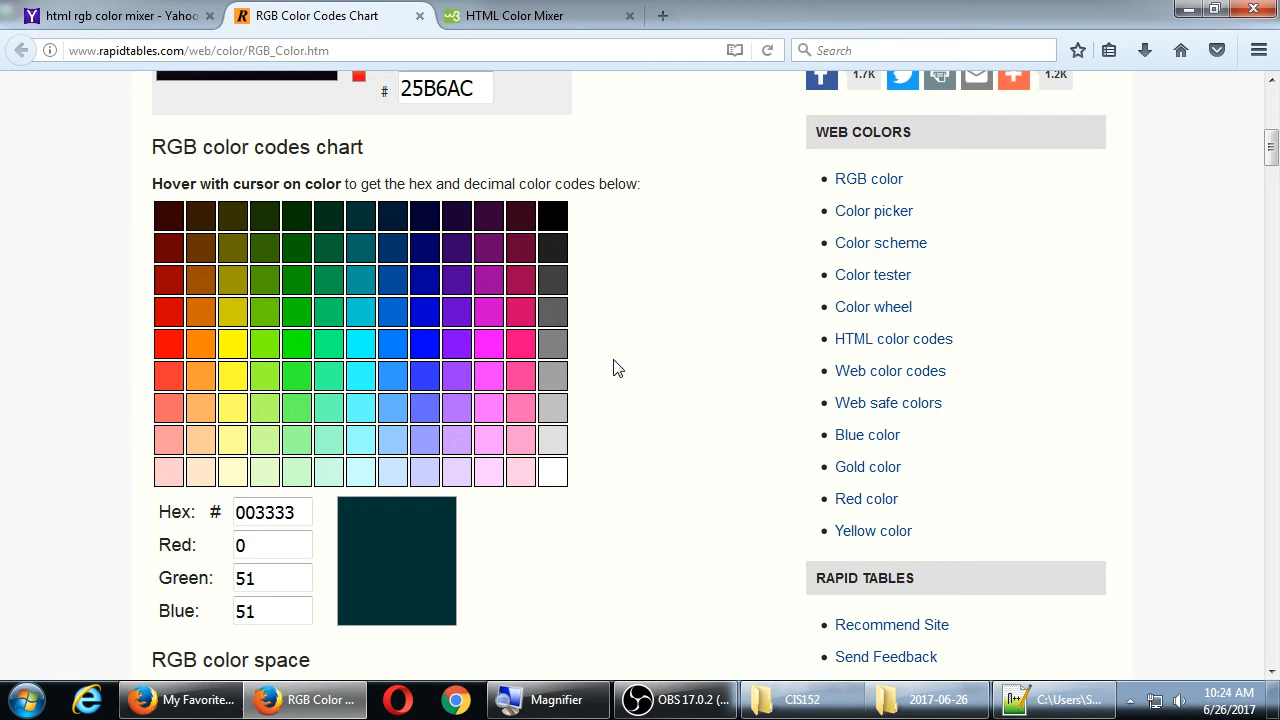 html rgb color mixer - Yahoo
RGB Color Codes Chart
HTML Color Mixer
www.rapidtables.com/web/color/RGB_Color.htm
Search
# 25B6AC
1.7K
1.2K
RGB color codes chart
Hover with cursor on color to get the hex and decimal color codes below:
Hex: # 003333
Red: 0
Green: 51
Blue: 51
RGB color space
WEB COLORS
RGB color
Color picker
Color scheme
Color tester
Color wheel
HTML color codes
Web color codes
Web safe colors
Blue color
Gold color
Red color
Yellow color
RAPID TABLES
Recommend Site
Send Feedback
My Favorite...
RGB Color ...
Magnifier
OBS 17.0.2 (...
CIS152
2017-06-26
C:\Users\S...
10:24 AM
6/26/2017